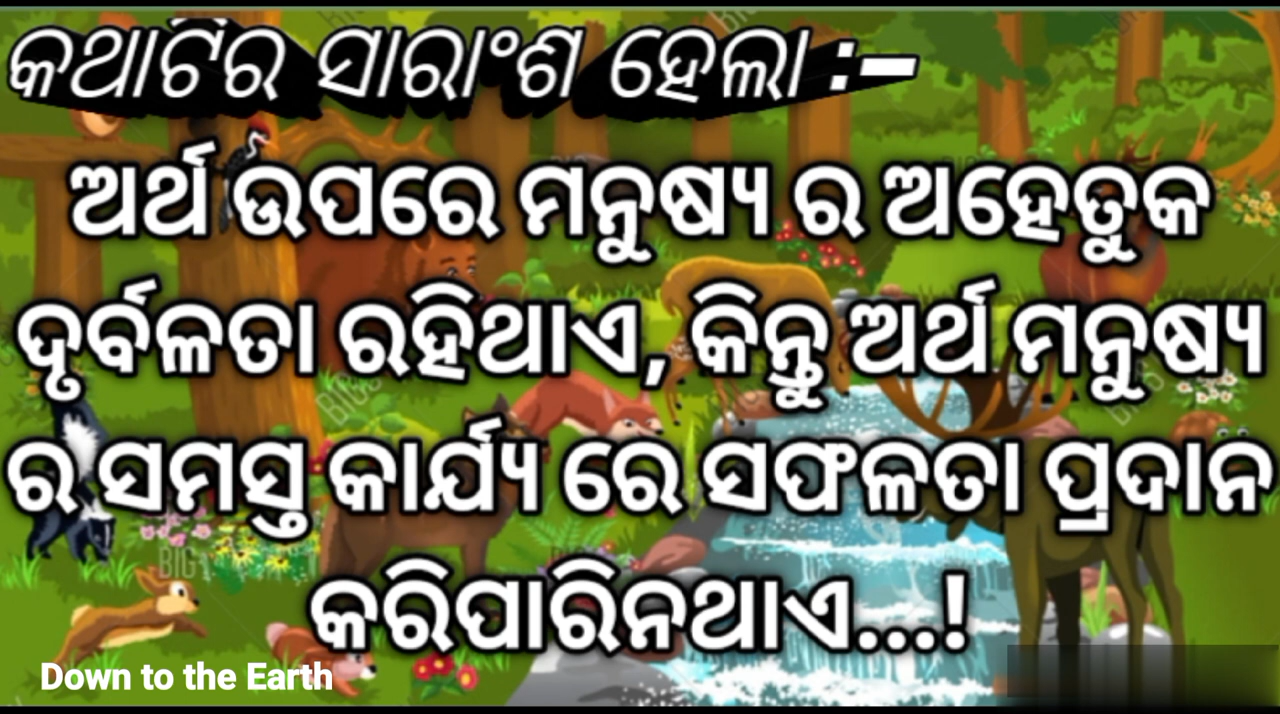 କଥାଟିର ସାରାଂଶ ହେଲା :-
ଅର୍ଥ ଉପରେ ମନୁଷ୍ୟ ର ଅହେତୁକ
ଦୃର୍ବଳତା ରହିଥାଏ, କିନ୍ତୁ ଅର୍ଥ ମନୁଷ୍ୟ
ର ସମସ୍ତ କାର୍ଯ୍ୟ ରେ ସଫଳତା ପ୍ରଦାନ
କରିପାରିନଥାଏ...!
Down to the Earth